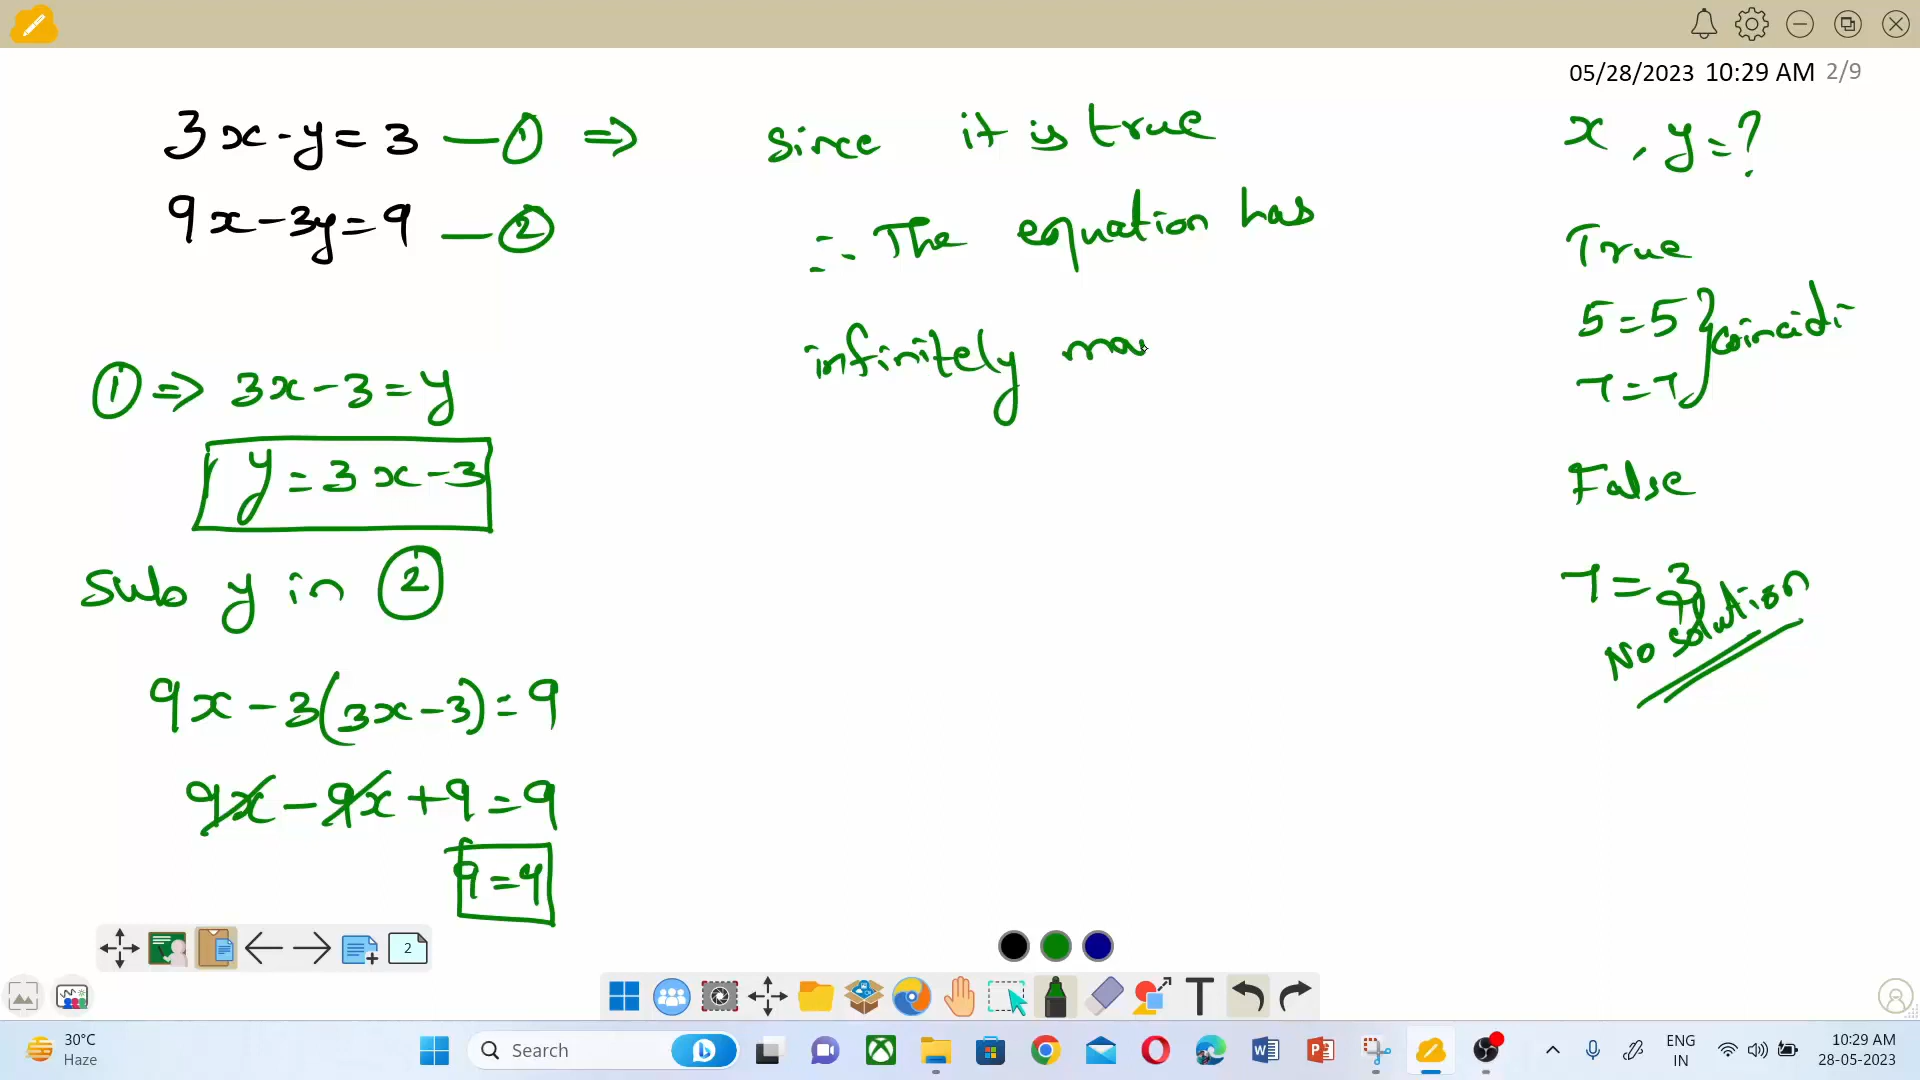 05/28/2023 10:29 AM 2/9
3x-y=3 —① ⇒
9x-3y=9 —②
① ⇒ 3x-3=y
y=3x-3
Sub y in ②
9x-3(3x-3)=9
9x-9x+9=9
9=9
since it is true
∴ The equation has
infinitely
x, y=?
True
5=5
7=7
coincidi
False
7=3
No solution
2
30°C
Haze
Search
ENG
IN
10:29 AM
28-05-2023